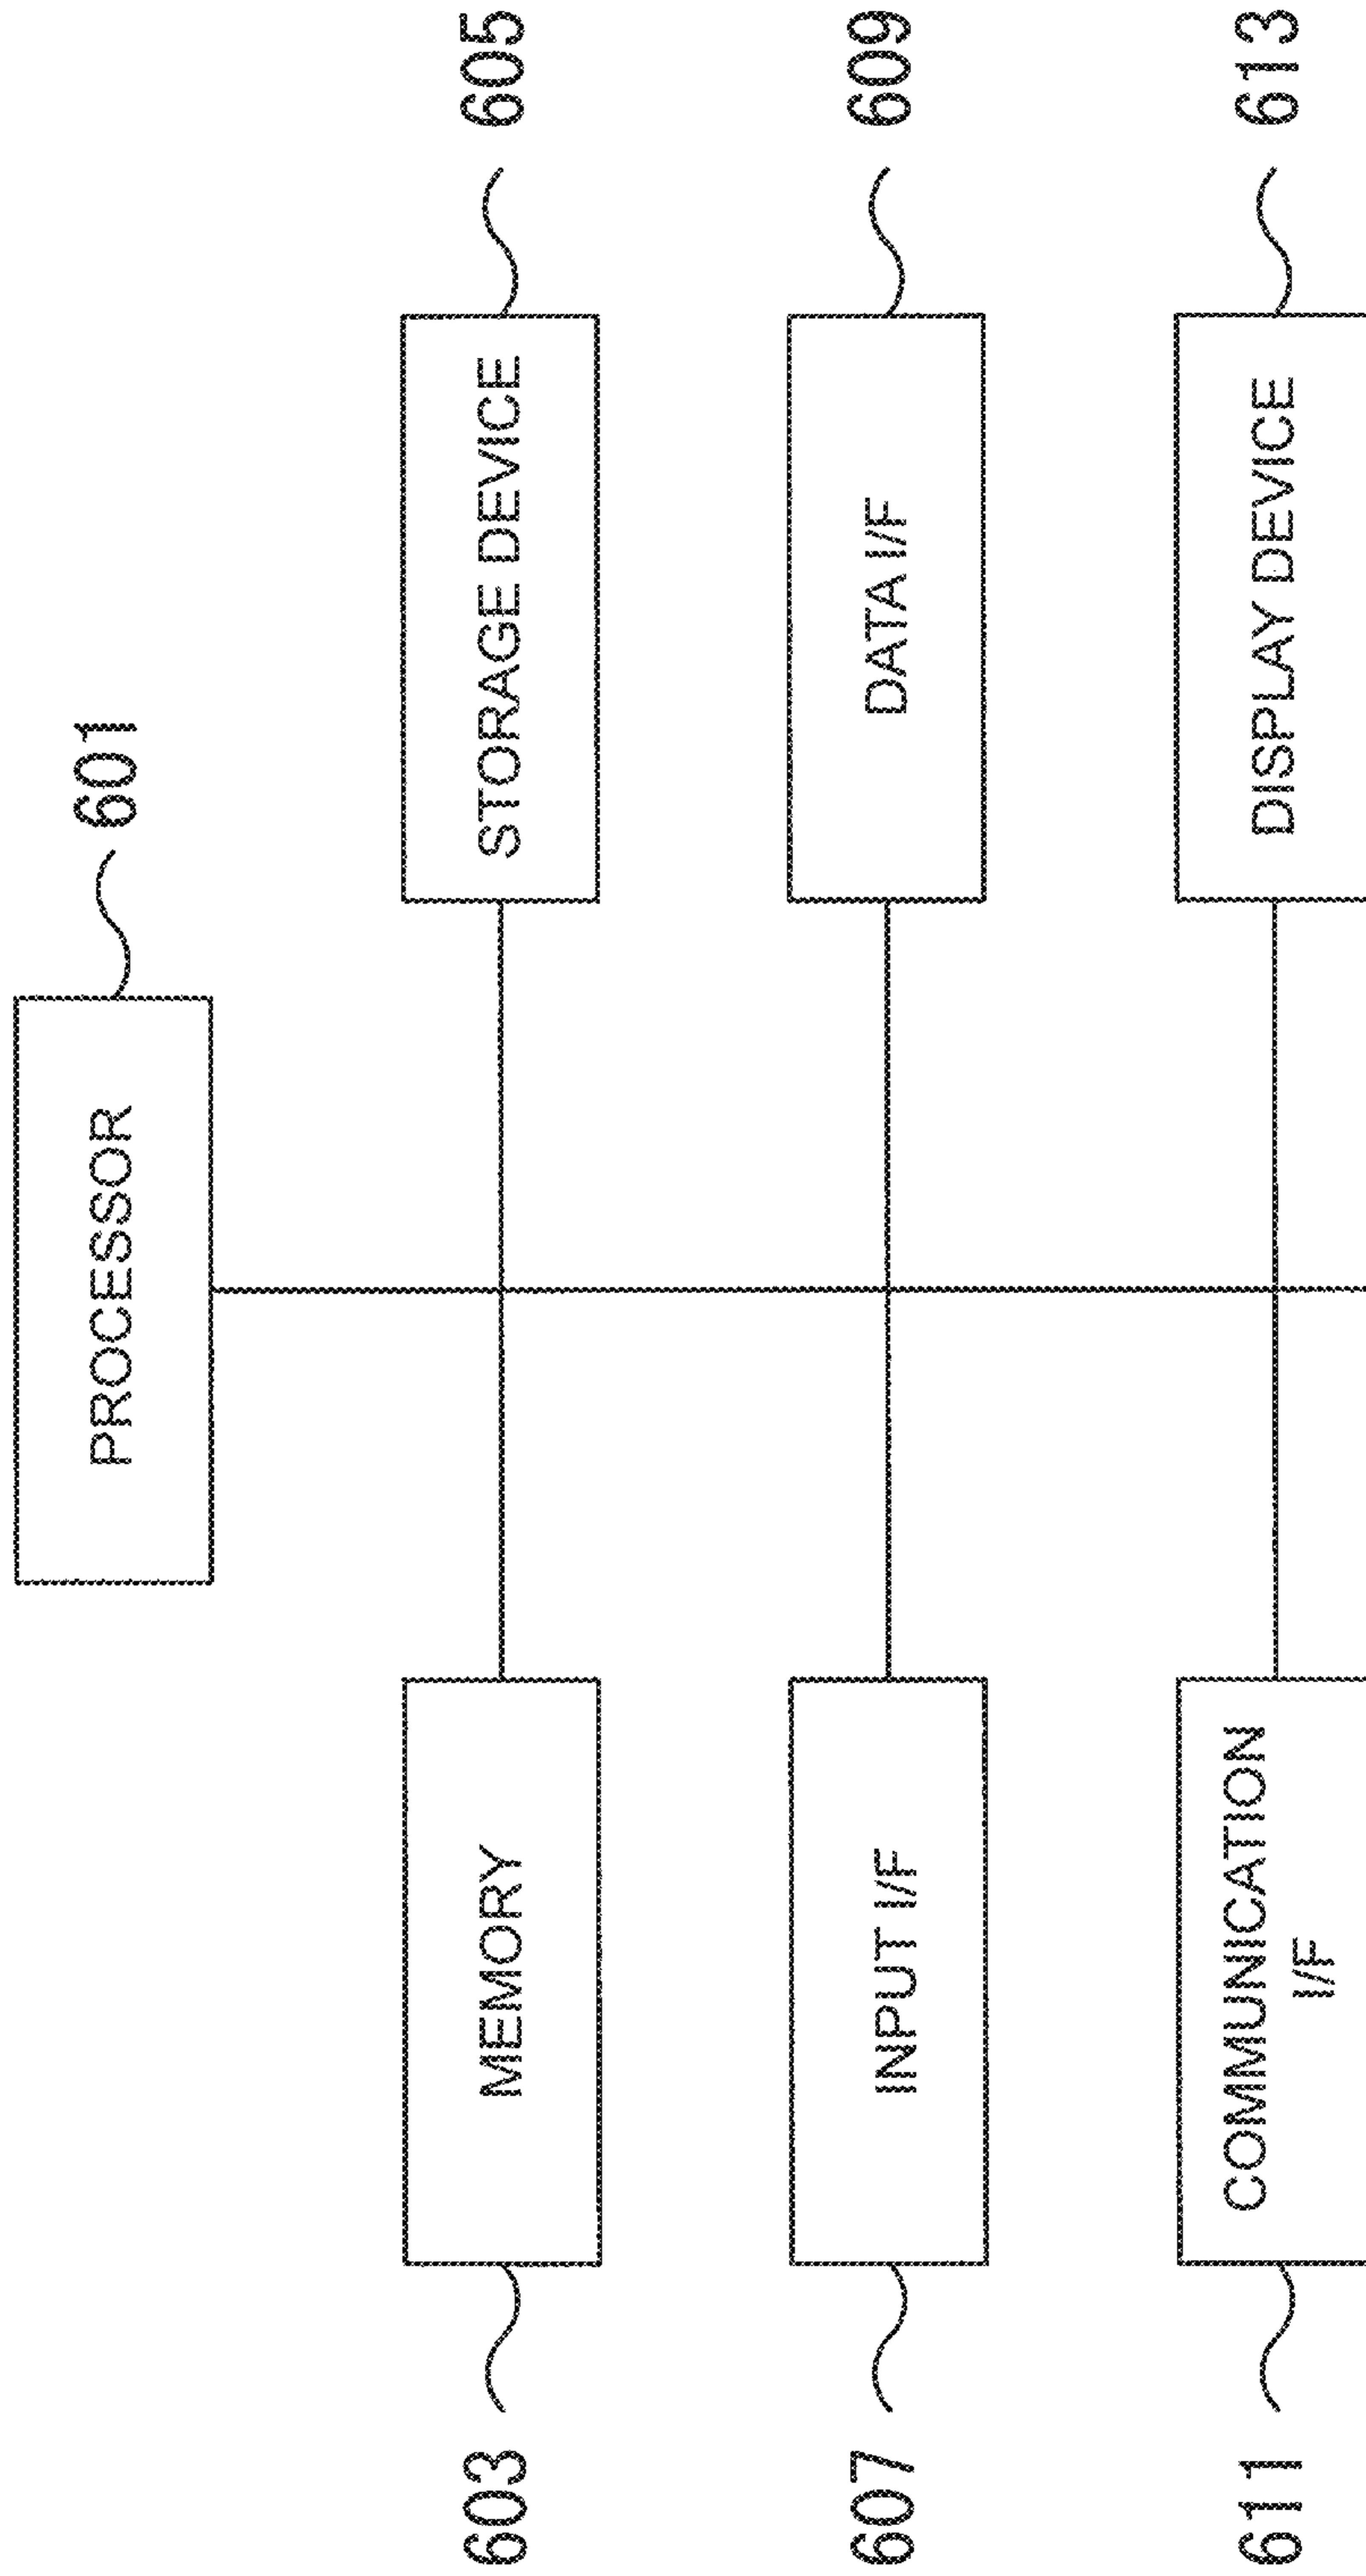 PROCESSOR
601
MEMORY
603
STORAGE DEVICE
605
INPUT I/F
607
DATA I/F
609
COMMUNICATION
I/F
611
DISPLAY DEVICE
613